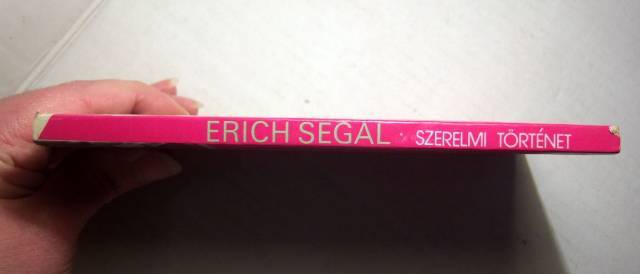 ERICH SEGAL · SZERELMI TÖRTÉNET